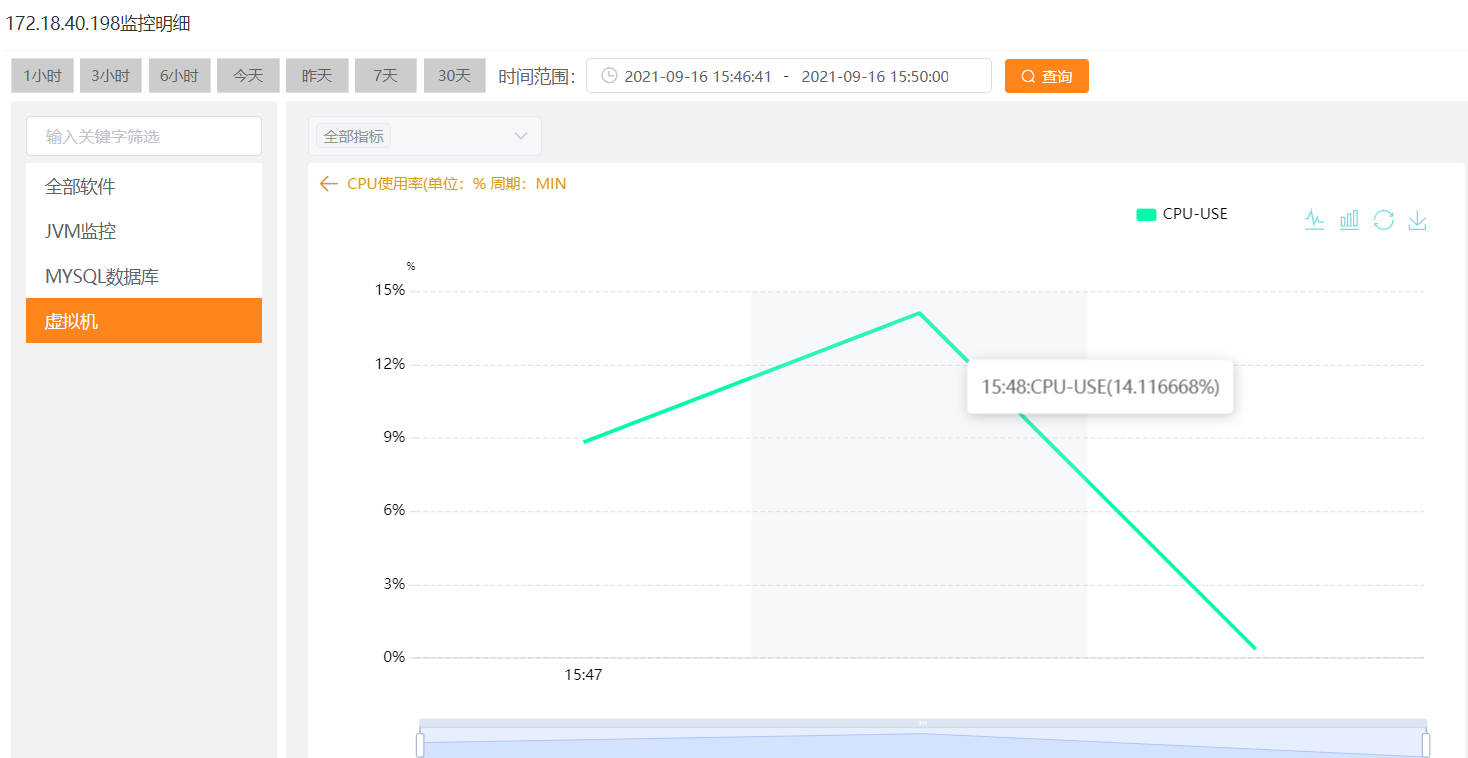 172.18.40.198监控明细
1小时 3小时 6小时 今天 昨天 7天 30天 时间范围： 2021-09-16 15:46:41 - 2021-09-16 15:50:00 查询
输入关键字筛选
全部软件
JVM监控
MYSQL数据库
虚拟机
全部指标
CPU使用率(单位：% 周期：MIN
CPU-USE
%
15%
12%
9%
6%
3%
0%
15:48:CPU-USE(14.116668%)
15:47